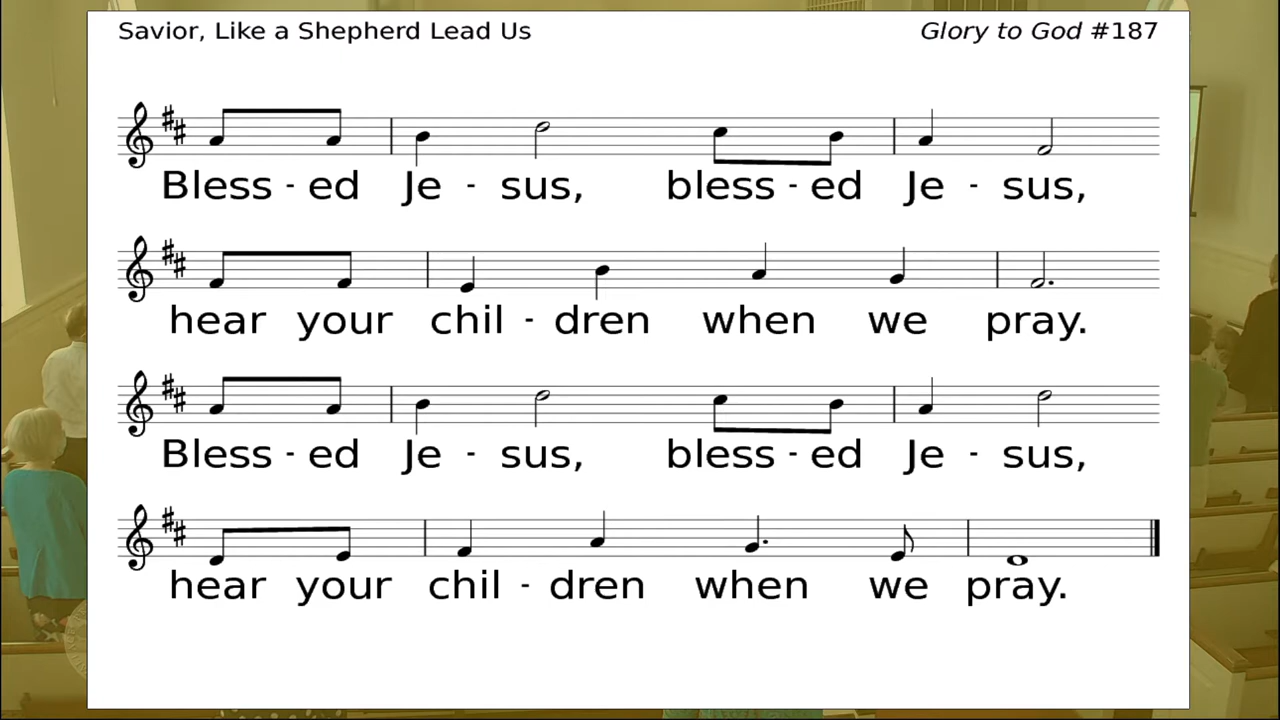 Savior, Like a Shepherd Lead Us
Glory to God #187
Bless - ed Je - sus, bless - ed Je - sus,
hear your chil - dren when we pray.
Bless - ed Je - sus, bless - ed Je - sus,
hear your chil - dren when we pray.